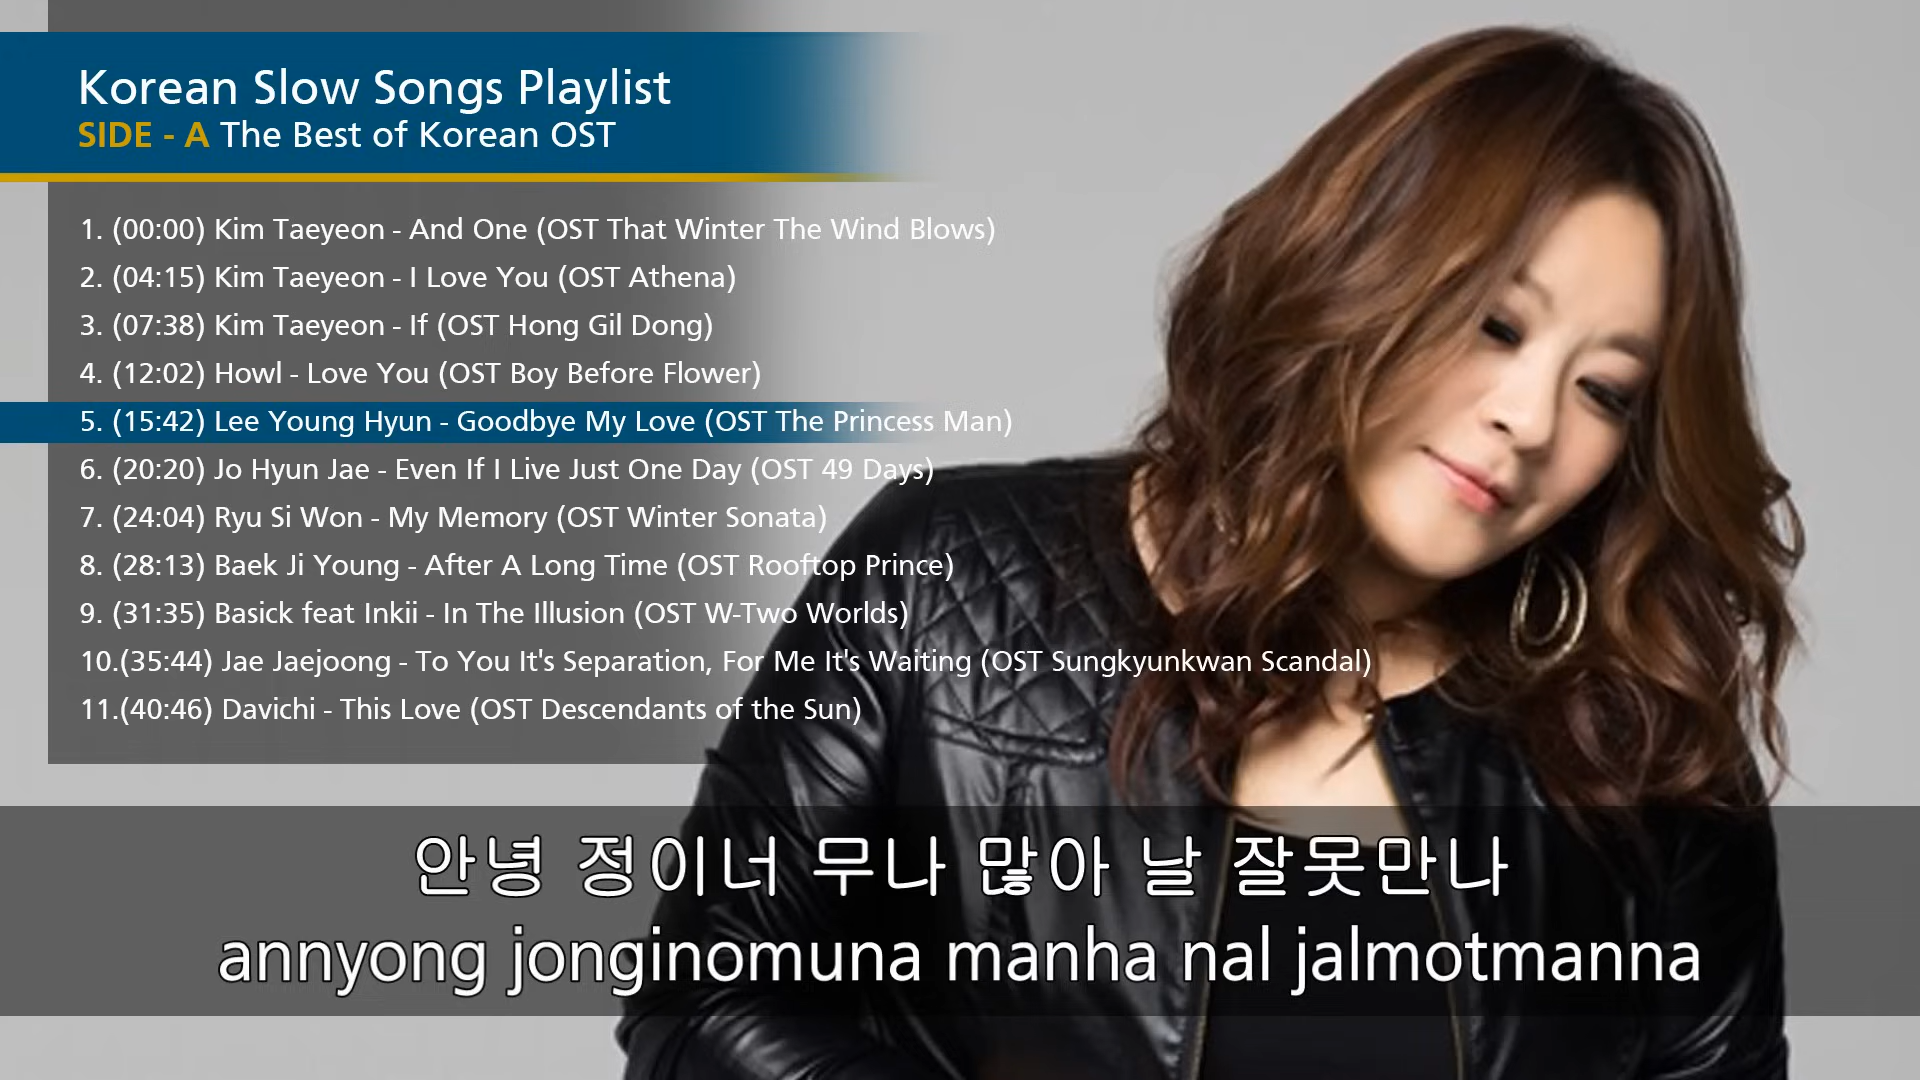 Korean Slow Songs Playlist
SIDE - A The Best of Korean OST
1. (00:00) Kim Taeyeon - And One (OST That Winter The Wind Blows)
2. (04:15) Kim Taeyeon - I Love You (OST Athena)
3. (07:38) Kim Taeyeon - If (OST Hong Gil Dong)
4. (12:02) Howl - Love You (OST Boy Before Flower)
5. (15:42) Lee Young Hyun - Goodbye My Love (OST The Princess Man)
6. (20:20) Jo Hyun Jae - Even If I Live Just One Day (OST 49 Days)
7. (24:04) Ryu Si Won - My Memory (OST Winter Sonata)
8. (28:13) Baek Ji Young - After A Long Time (OST Rooftop Prince)
9. (31:35) Basick feat Inkii - In The Illusion (OST W-Two Worlds)
10.(35:44) Jae Jaejoong - To You It's Separation, For Me It's Waiting (OST Sungkyunkwan Scandal)
11.(40:46) Davichi - This Love (OST Descendants of the Sun)
안녕 정이너 무나 많아 날 잘못만나
annyong jonginomuna manha nal jalmotmanna